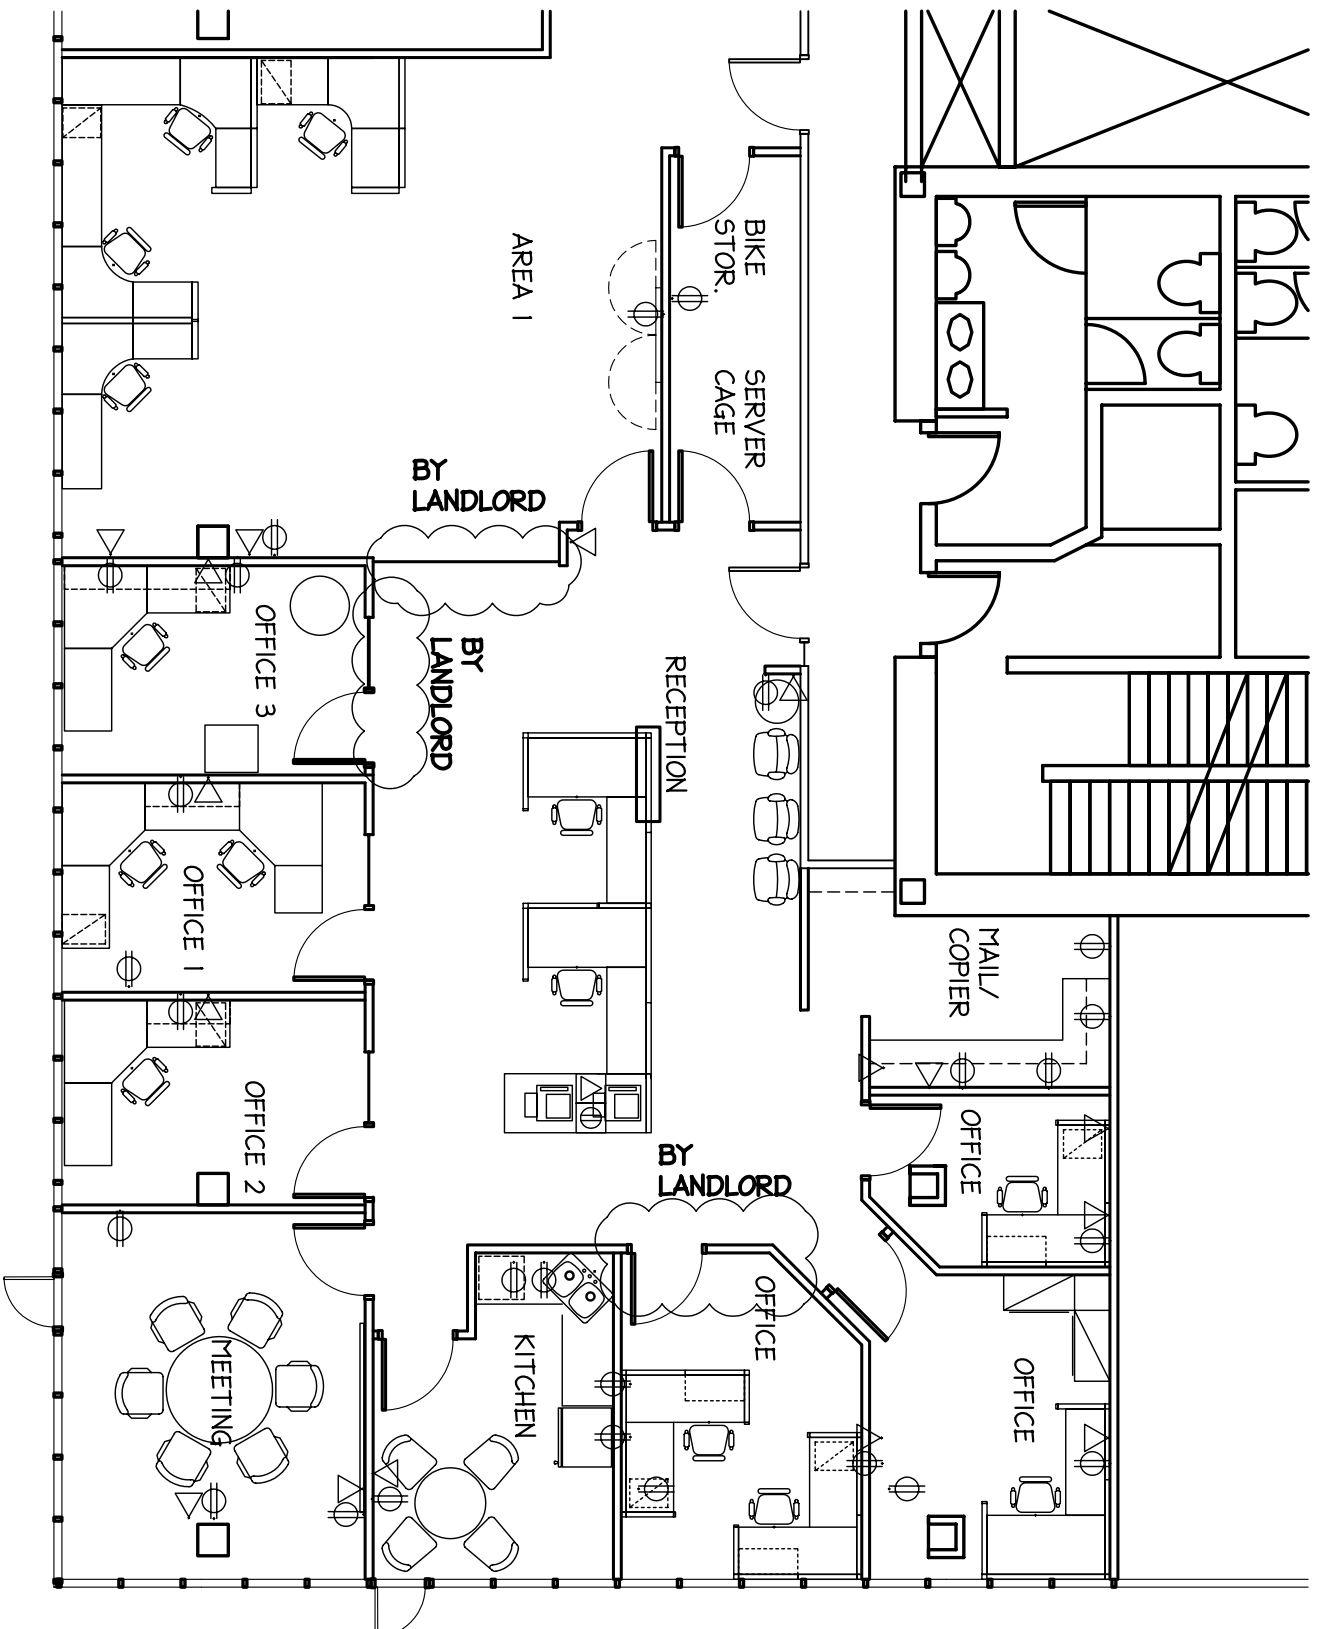 BIKE
STOR.
AREA 1
SERVER
CAGE
BY
LANDLORD
OFFICE 3
BY
LANDLORD
RECEPTION
OFFICE 1
MAIL/
COPIER
OFFICE 2
OFFICE
BY
LANDLORD
OFFICE
KITCHEN
MEETING
OFFICE